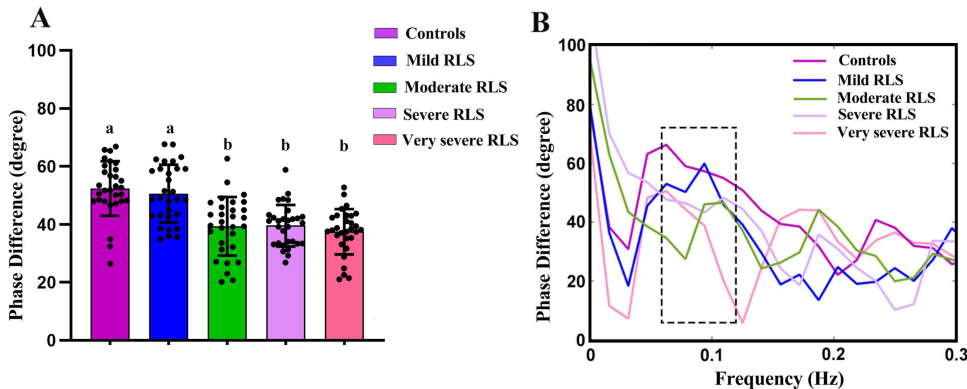 A
Controls
Mild RLS
Moderate RLS
Severe RLS
Very severe RLS
Phase Difference (degree)
100
80
60
40
20
0
a
a
b
b
b
B
Controls
Mild RLS
Moderate RLS
Severe RLS
Very severe RLS
Phase Difference (degree)
100
80
60
40
20
0
0
0.1
0.2
0.3
Frequency (Hz)